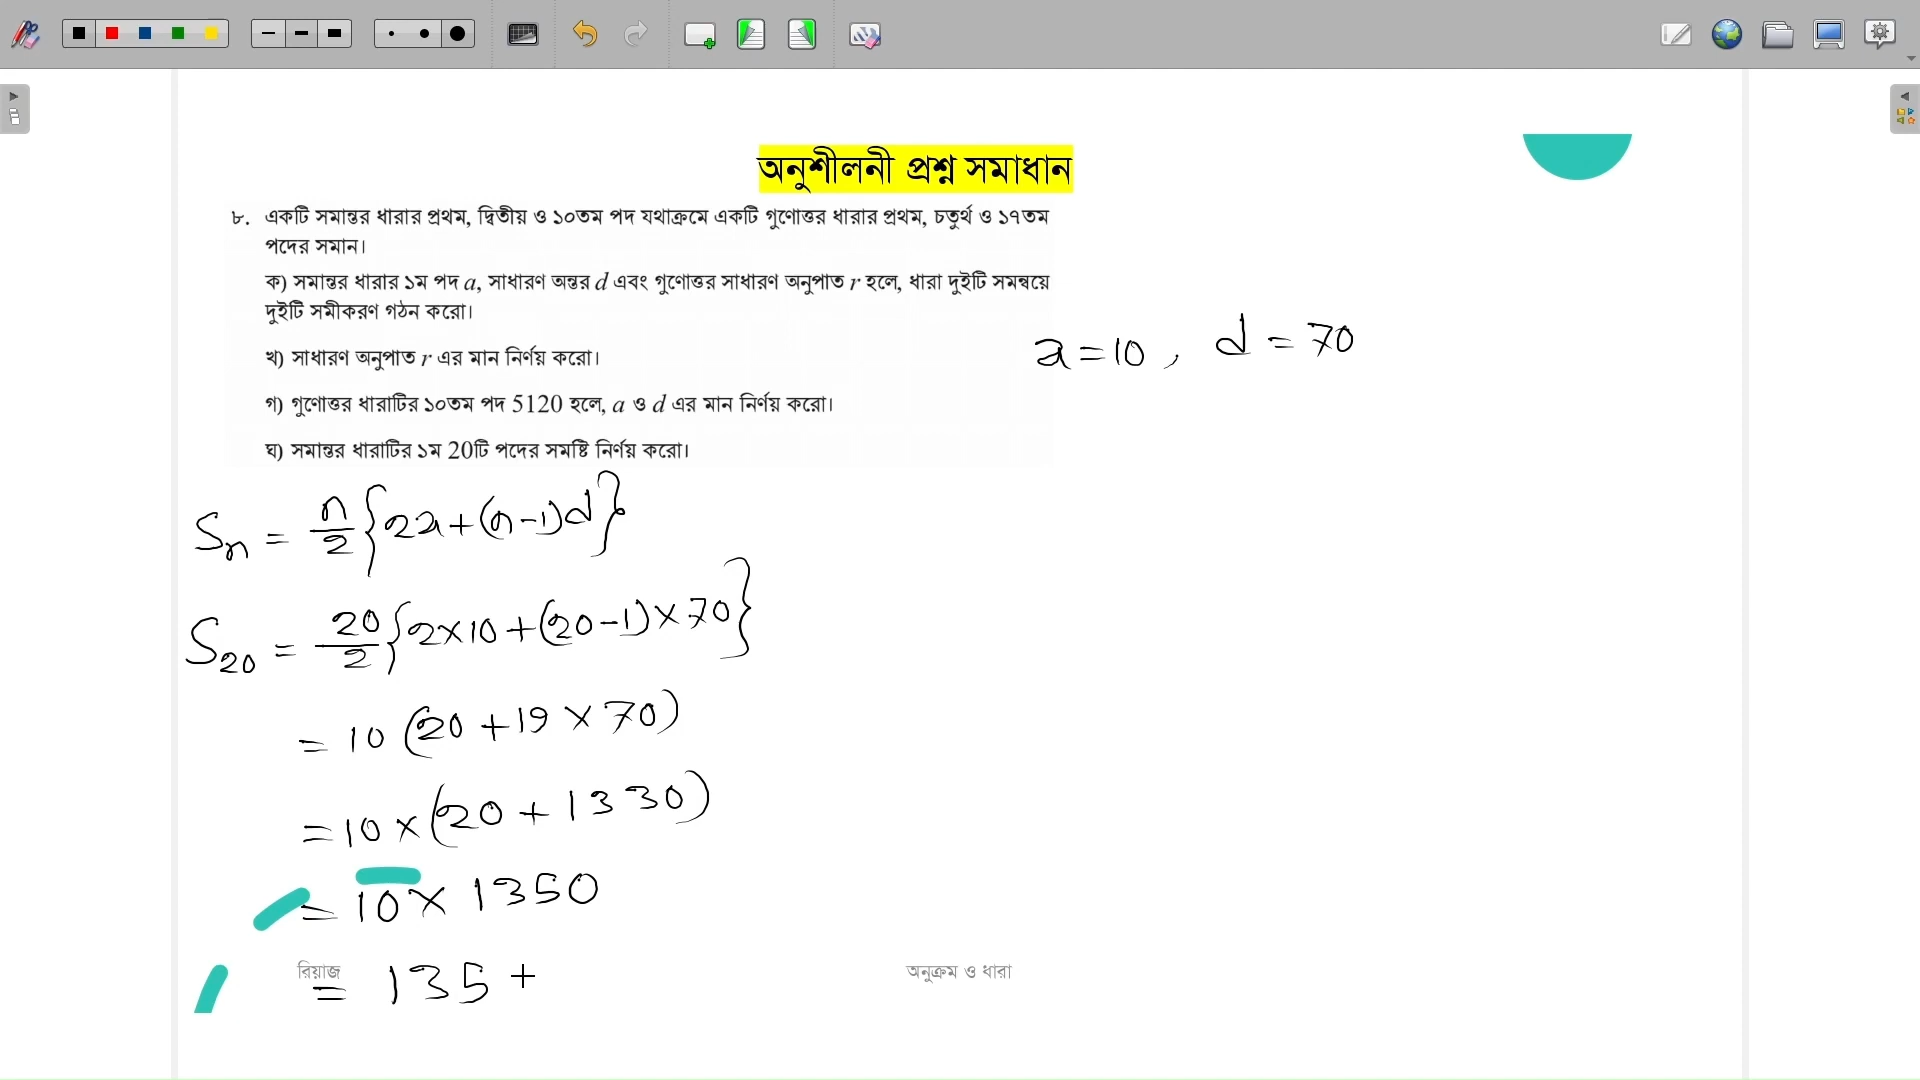 অনুশীলনী প্রশ্ন সমাধান
৮. একটি সমান্তর ধারার প্রথম, দ্বিতীয় ও ১০তম পদ যথাক্রমে একটি গুণোত্তর ধারার প্রথম, চতুর্থ ও ১৭তম
পদের সমান।
ক) সমান্তর ধারার ১ম পদ a, সাধারণ অন্তর d এবং গুণোত্তর সাধারণ অনুপাত r হলে, ধারা দুইটি সমন্বয়ে
দুইটি সমীকরণ গঠন করো।
খ) সাধারণ অনুপাত r এর মান নির্ণয় করো।
a = 10, d = 70
গ) গুণোত্তর ধারাটির ১০তম পদ 5120 হলে, a ও d এর মান নির্ণয় করো।
ঘ) সমান্তর ধারাটির ১ম 20টি পদের সমষ্টি নির্ণয় করো।
Sn = n/2 {2a + (n-1)d}
S20 = 20/2 {2×10 + (20-1)×70}
= 10 (20 + 19 × 70)
= 10 × (20 + 1330)
= 10 × 1350
= 135
রিয়াজ
অনুক্রম ও ধারা